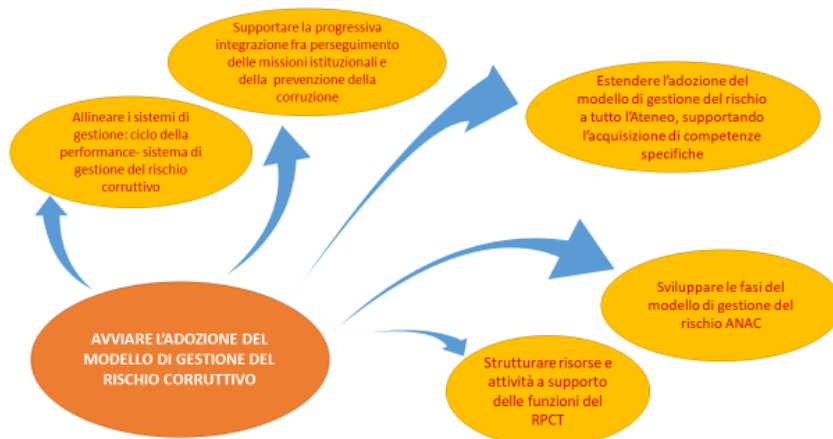 Supportare la progressiva
integrazione fra perseguimento
delle missioni istituzionali e
della prevenzione della
corruzione
Allineare i sistemi di
gestione: ciclo della
performance- sistema di
gestione del rischio
corruttivo
Estendere l'adozione del
modello di gestione del rischio
a tutto l'Ateneo, supportando
l'acquisizione di competenze
specifiche
Sviluppare le fasi del
modello di gestione del
rischio ANAC
AVVIARE L'ADOZIONE DEL
MODELLO DI GESTIONE DEL
RISCHIO CORRUTTIVO
Strutturare risorse e
attività a supporto
delle funzioni del
RPCT